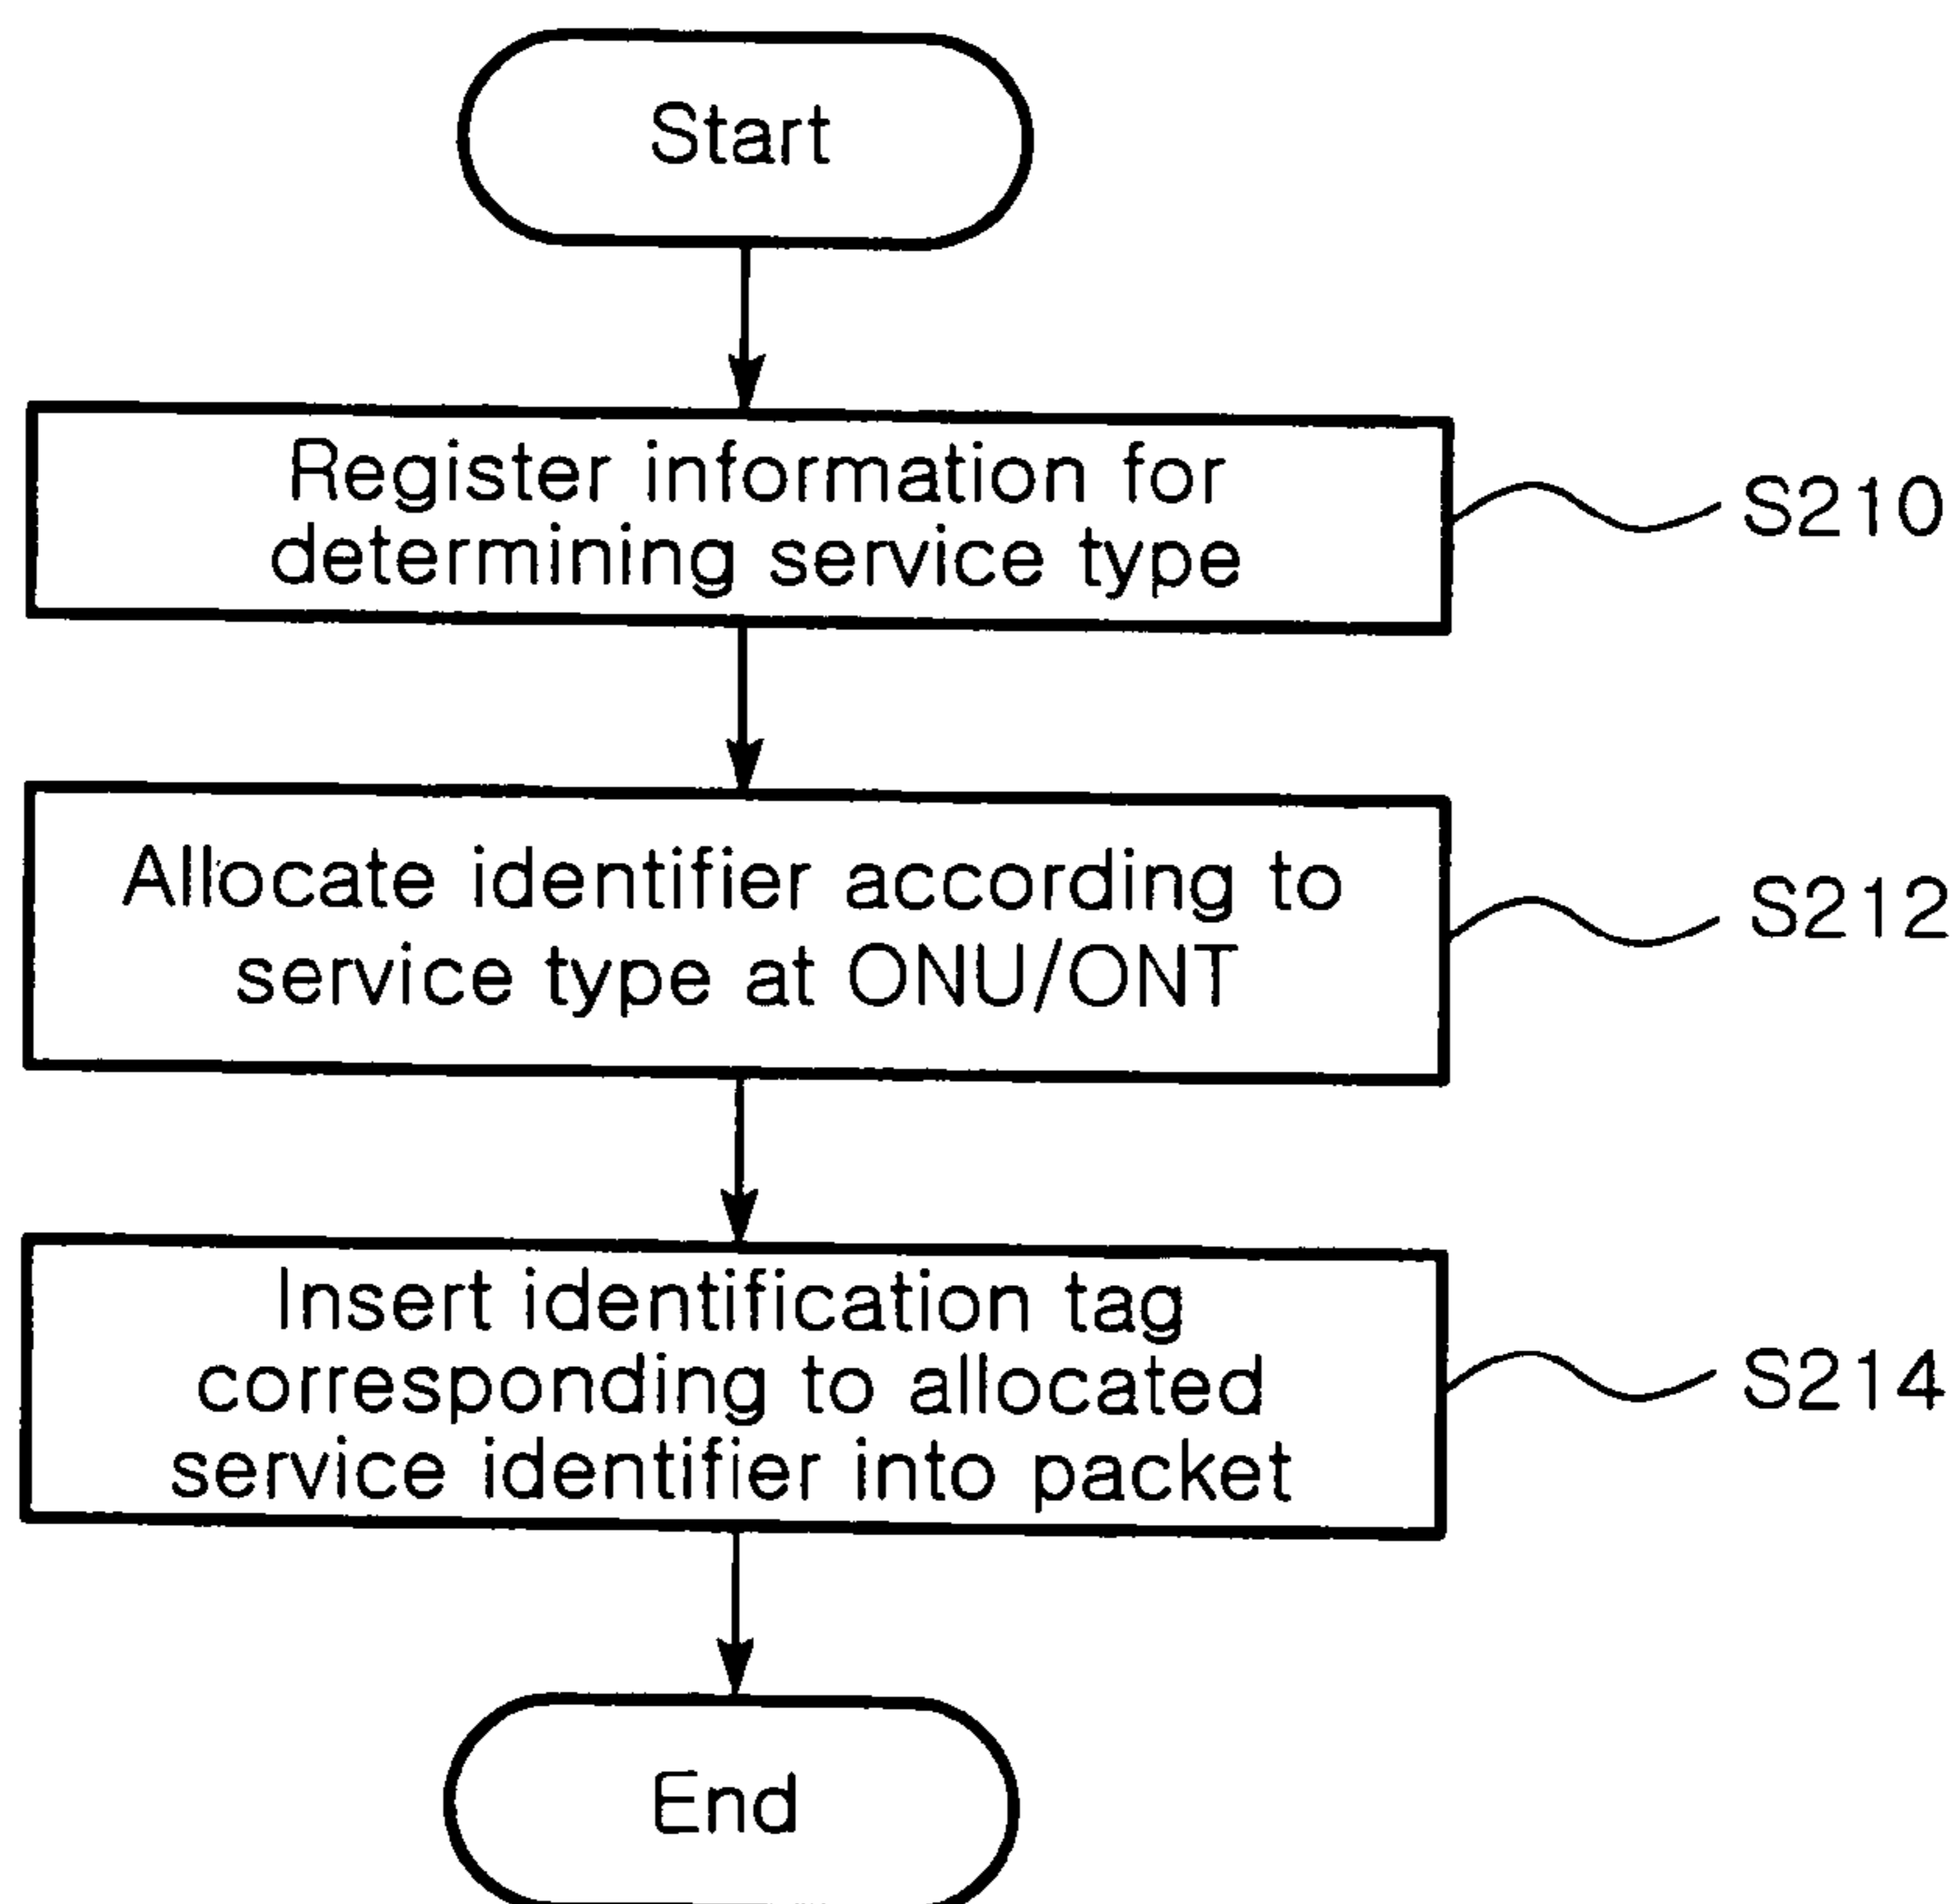 Start
Register information for
determining service type
S210
Allocate identifier according to
service type at ONU/ONT
S212
Insert identification tag
corresponding to allocated
service identifier into packet
S214
End